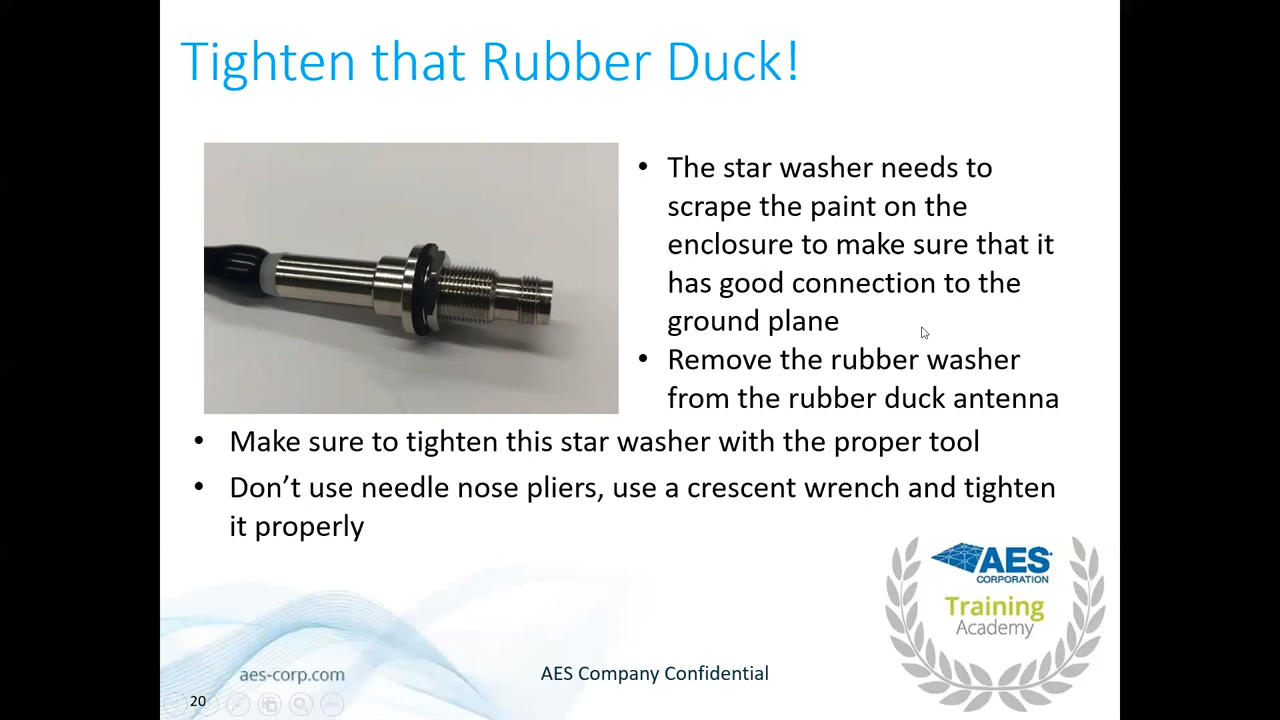 Tighten that Rubber Duck!
• The star washer needs to
scrape the paint on the
enclosure to make sure that it
has good connection to the
ground plane
• Remove the rubber washer
from the rubber duck antenna
• Make sure to tighten this star washer with the proper tool
• Don’t use needle nose pliers, use a crescent wrench and tighten
it properly
AES
CORPORATION
Training
Academy
aes-corp.com
AES Company Confidential
20